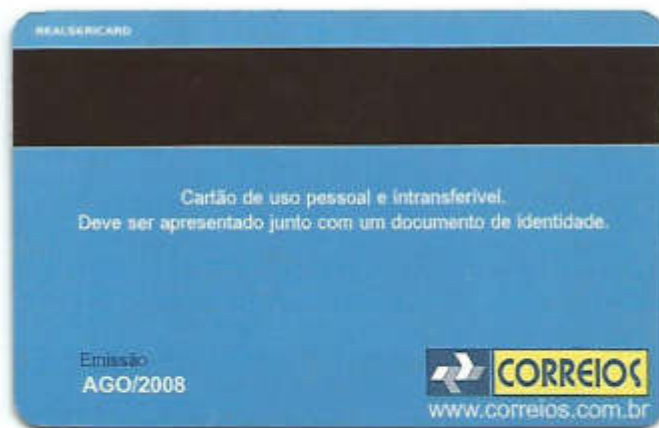 REALSERICARD
Cartão de uso pessoal e intransferível.
Deve ser apresentado junto com um documento de identidade.
Emissão
AGO/2008
CORREIOS
www.correios.com.br